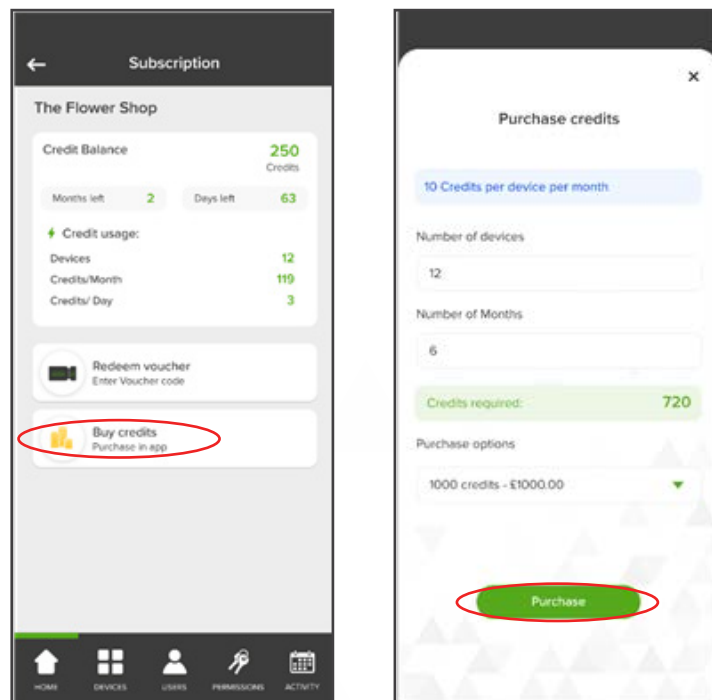 Subscription
The Flower Shop
Credit Balance
250
Credits
Months left 2 Days left 63
Credit usage:
Devices 12
Credits/Month 119
Credits/ Day 3
Redeem voucher
Enter Voucher code
Buy credits
Purchase in app
HOME DEVICES USERS PERMISSIONS ACTIVITY
Purchase credits
10 Credits per device per month
Number of devices
12
Number of Months
6
Credits required: 720
Purchase options
1000 credits - £1000.00
Purchase